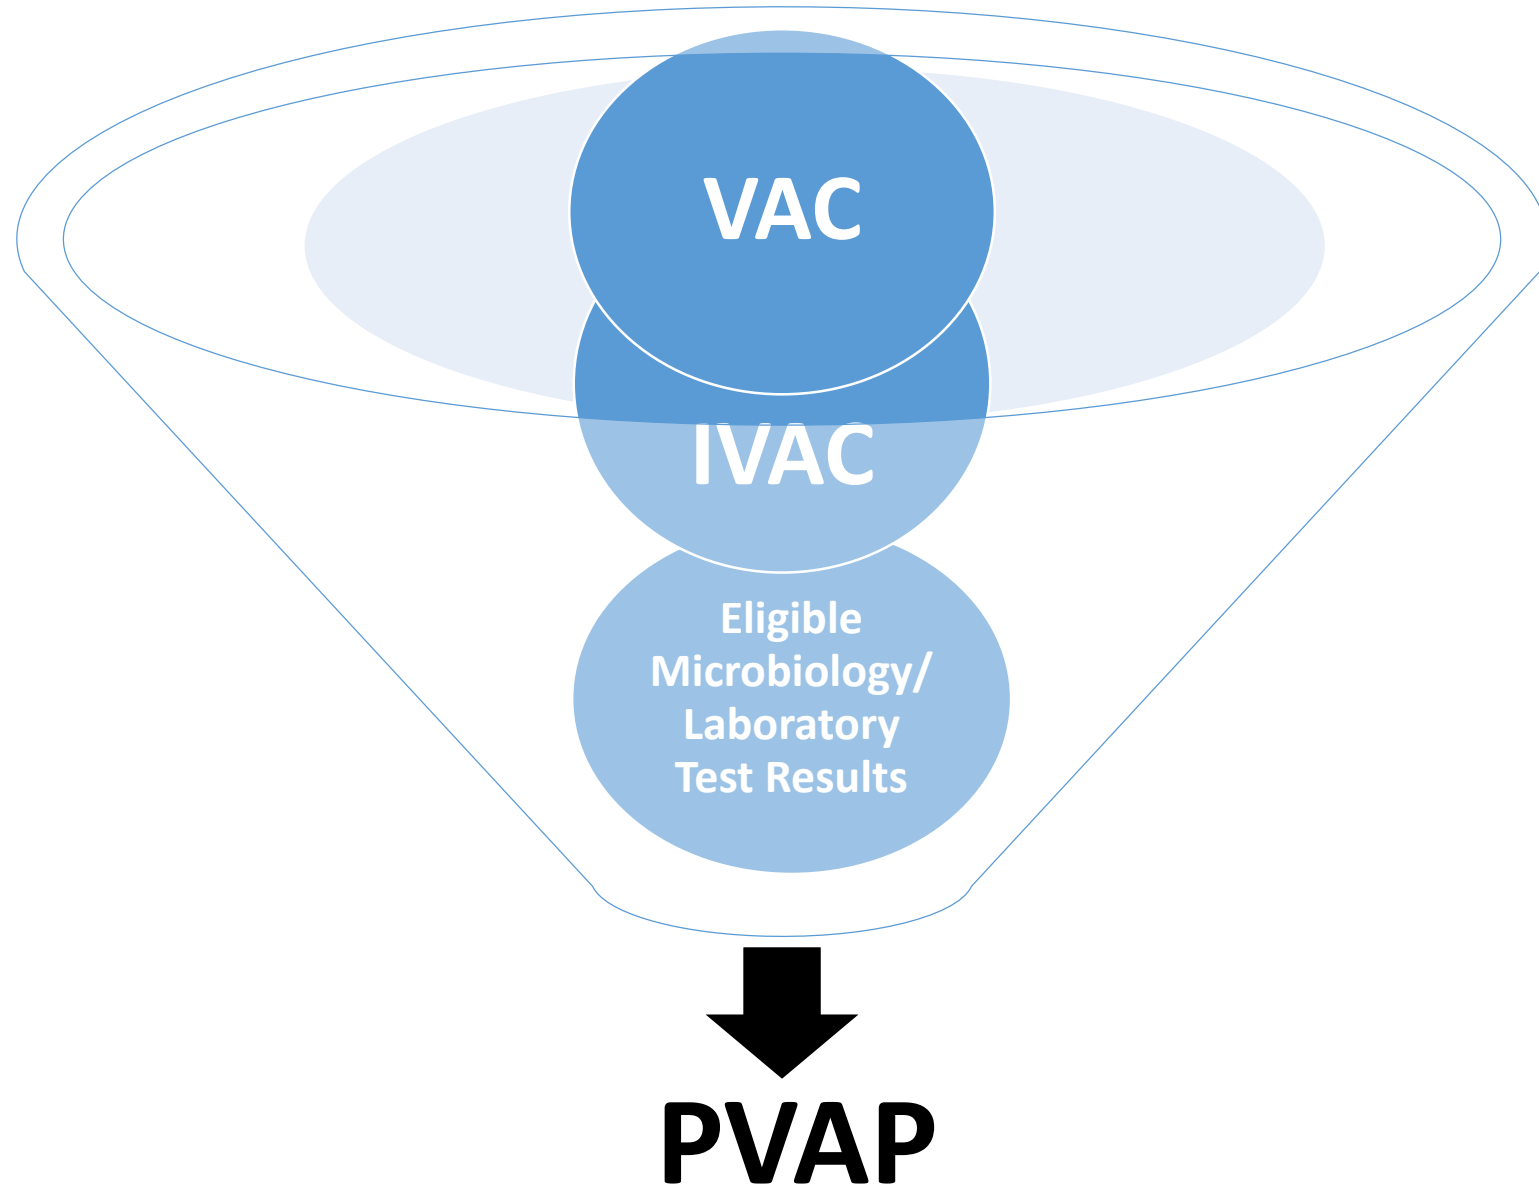 VAC
IVAC
Eligible
Microbiology/
Laboratory
Test Results
PVAP